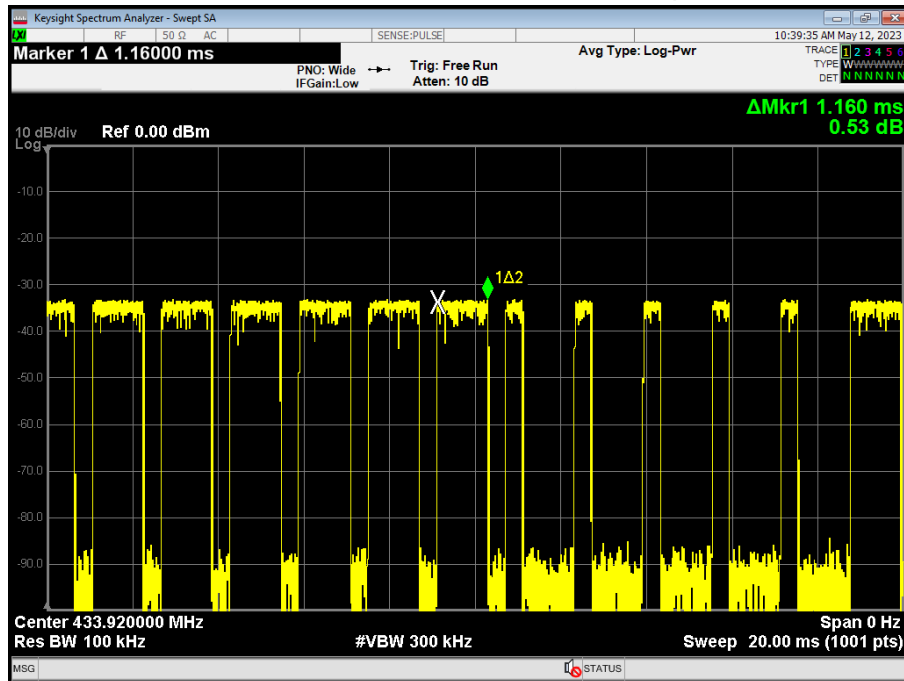 Keysight Spectrum Analyzer - Swept SA
LXI
RF 50 Ω AC SENSE:PULSE 10:39:35 AM May 12, 2023
Marker 1 Δ 1.16000 ms
PNO: Wide
IFGain:Low
Trig: Free Run
Atten: 10 dB
Avg Type: Log-Pwr
TRACE 1 2 3 4 5 6
TYPE WWWWWW
DET N N N N N N
ΔMkr1 1.160 ms
0.53 dB
10 dB/div Ref 0.00 dBm
Log
-10.0
-20.0
-30.0
1Δ2
X
-40.0
-50.0
-60.0
-70.0
-80.0
-90.0
Center 433.920000 MHz Span 0 Hz
Res BW 100 kHz #VBW 300 kHz Sweep 20.00 ms (1001 pts)
MSG STATUS